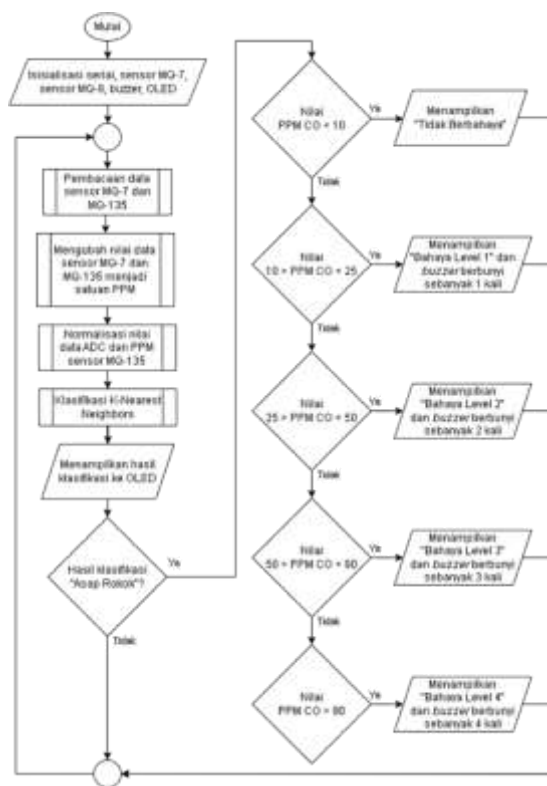 Mulai
Inisialisasi serial, sensor MQ-7,
sensor MQ-8, buzzer, OLED
Pembacaan data
sensor MQ-7 dan
MQ-135
Mengubah nilai data
sensor MQ-7 dan
MQ-135 menjadi
satuan PPM
Normalisasi nilai
data ADC dan PPM
sensor MQ-135
Klasifikasi K-Nearest
Neighbors
Menampilkan hasil
klasifikasi ke OLED
Hasil klasifikasi
"Asap Rokok"?
Ya
Tidak
Nilai
PPM CO 10
Ya
Menampilkan
"Tidak Berbahaya"
Tidak
Nilai
10 PPM CO 25
Ya
Menampilkan
"Bahaya Level 1" dan
buzzer berbunyi
sebanyak 1 kali
Tidak
Nilai
25 PPM CO 50
Ya
Menampilkan
"Bahaya Level 2"
dan buzzer berbunyi
sebanyak 2 kali
Tidak
Nilai
50 PPM CO
Ya
Menampilkan
"Bahaya Level 3"
dan buzzer berbunyi
sebanyak 3 kali
Tidak
Nilai
PPM CO
Ya
Menampilkan
"Bahaya Level 4"
dan buzzer berbunyi
sebanyak 4 kali